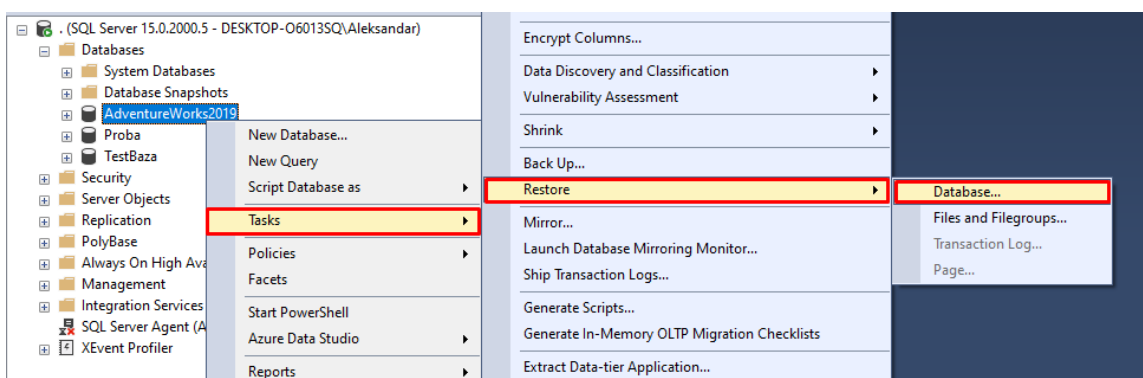 . (SQL Server 15.0.2000.5 - DESKTOP-O6013SQ\Aleksandar)
Databases
System Databases
Database Snapshots
AdventureWorks2019
Proba
TestBaza
Security
Server Objects
Replication
PolyBase
Always On High Ava
Management
Integration Services
SQL Server Agent (A
XEvent Profiler
New Database...
New Query
Script Database as
Tasks
Policies
Facets
Start PowerShell
Azure Data Studio
Reports
Encrypt Columns...
Data Discovery and Classification
Vulnerability Assessment
Shrink
Back Up...
Restore
Mirror...
Launch Database Mirroring Monitor...
Ship Transaction Logs...
Generate Scripts...
Generate In-Memory OLTP Migration Checklists
Extract Data-tier Application...
Database...
Files and Filegroups...
Transaction Log...
Page...